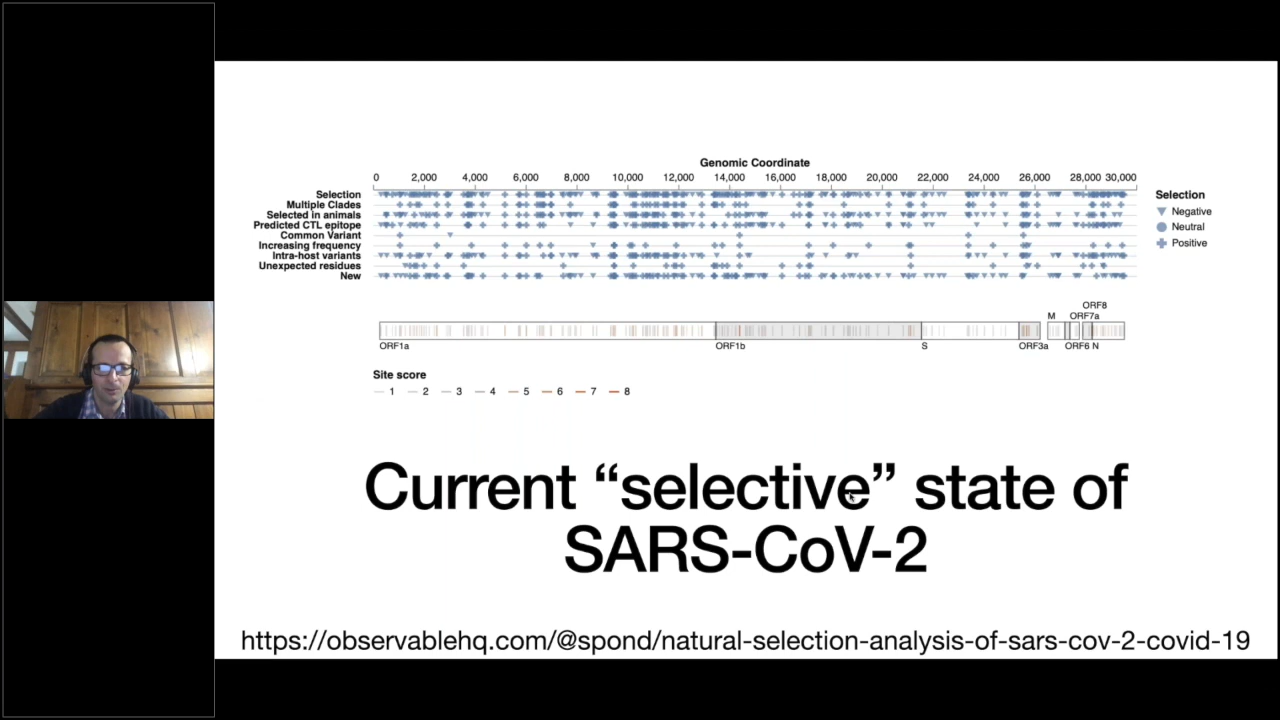 Genomic Coordinate
0 2,000 4,000 6,000 8,000 10,000 12,000 14,000 16,000 18,000 20,000 22,000 24,000 26,000 28,000 30,000
Selection
Multiple Clades
Selected in animals
Predicted CTL epitope
Common Variant
Increasing frequency
Intra-host variants
Unexpected residues
New
Selection
Negative
Neutral
Positive
ORF8
M ORF7a
ORF1a ORF1b S ORF3a ORF6 N
Site score
1 2 3 4 5 6 7 8
Current “selective” state of
SARS-CoV-2
https://observablehq.com/@spond/natural-selection-analysis-of-sars-cov-2-covid-19